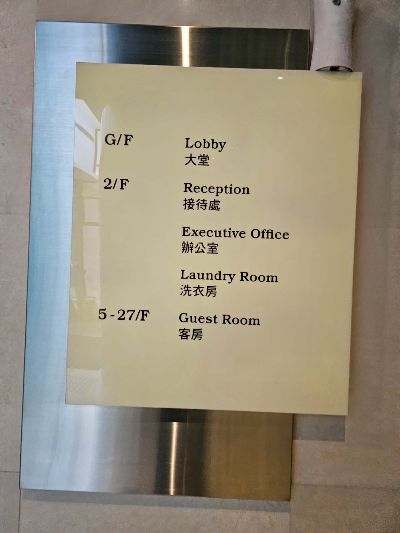 G/F Lobby
大堂
2/F Reception
接待處
Executive Office
辦公室
Laundry Room
洗衣房
5-27/F Guest Room
客房